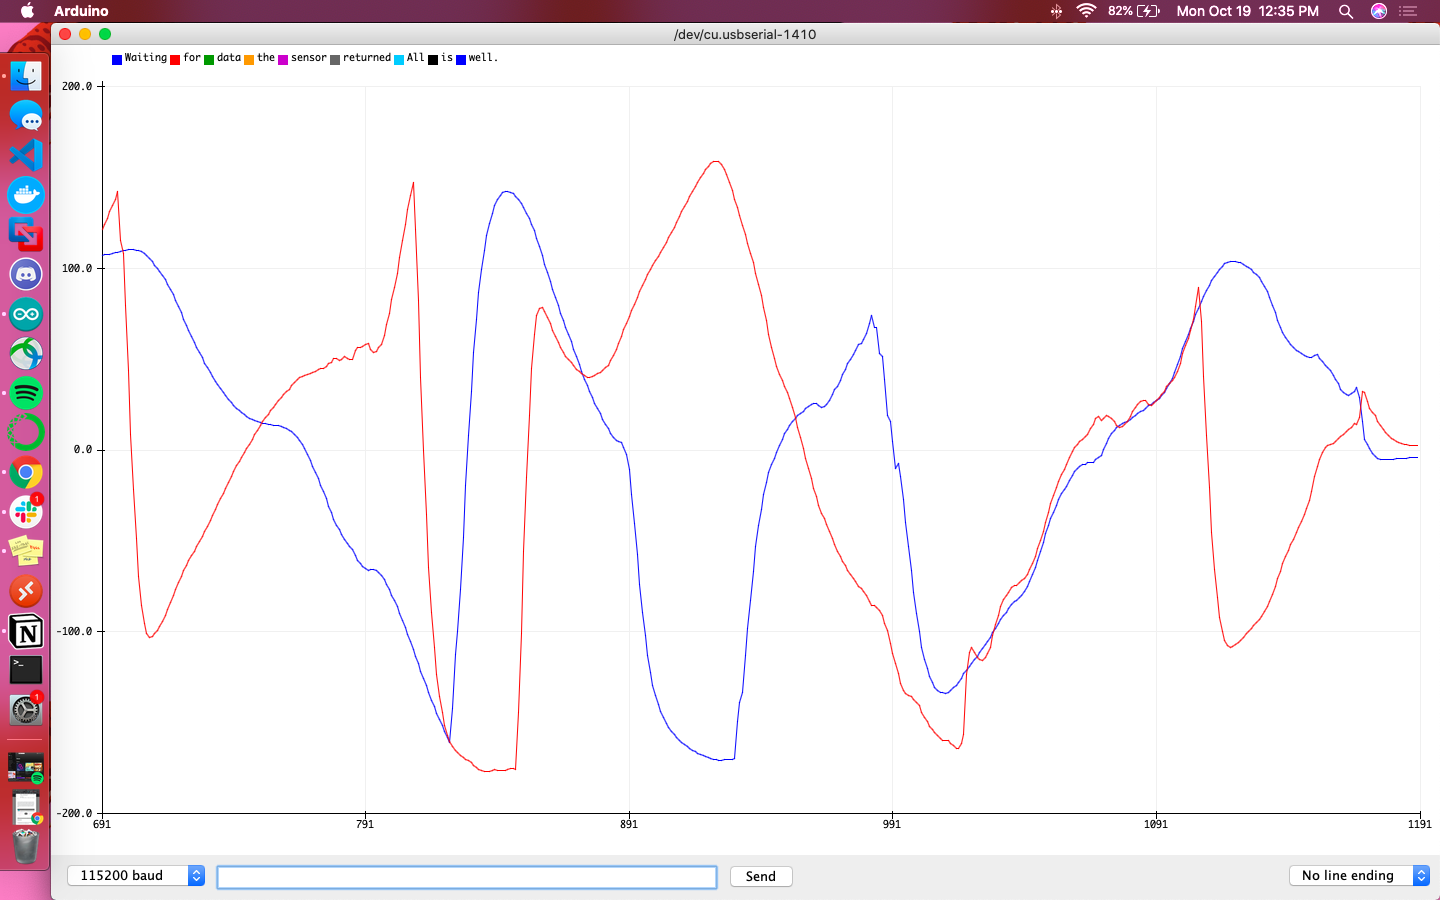 Arduino 82% Mon Oct 19 12:35 PM
/dev/cu.usbserial-1410
Waiting for data the sensor returned All is well.
200.0
100.0
0.0
-100.0
-200.0
691 791 891 991 1091 1191
115200 baud Send No line ending
1
1